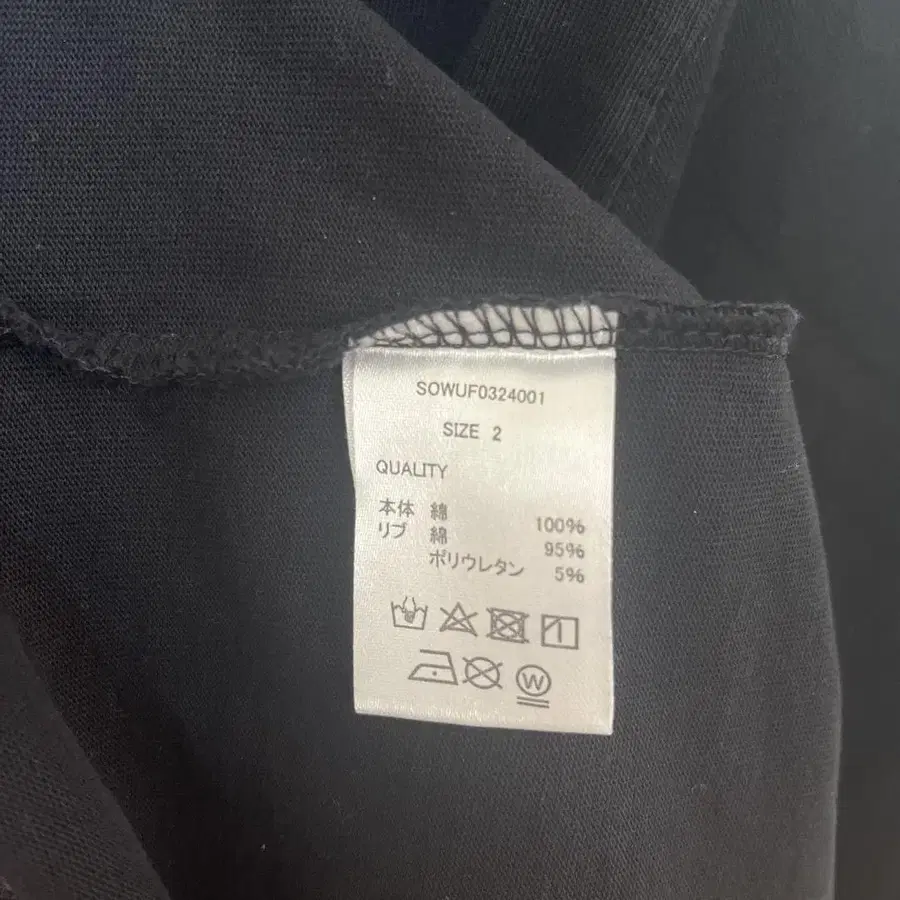 SOWUF0324001
SIZE 2
QUALITY
本体 綿 100%
リブ 綿 95%
ポリウレタン 5%
W